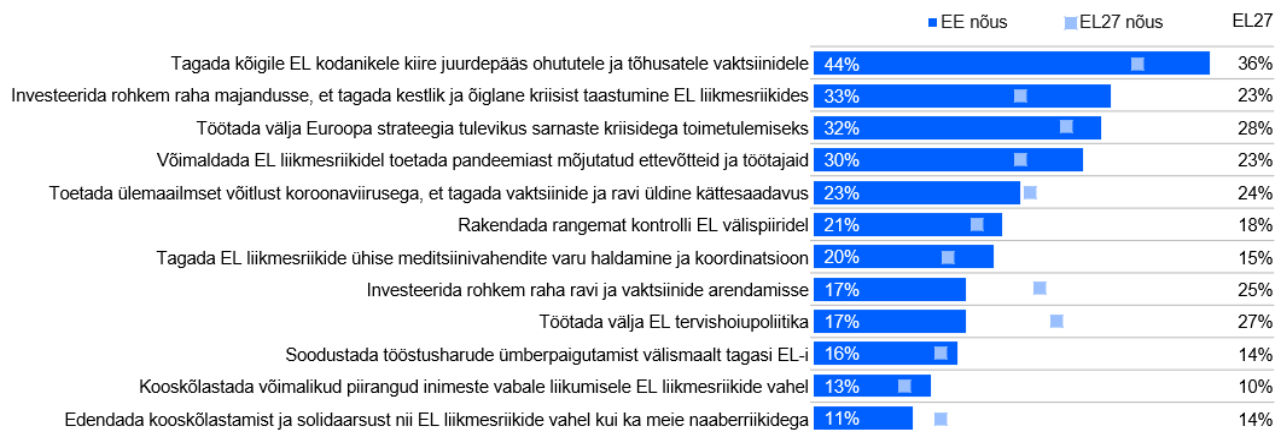 EE nõus EL27 nõus EL27
Tagada kõigile EL kodanikele kiire juurdepääs ohututele ja tõhusatele vaktsiinidele 44% 36%
Investeerida rohkem raha majandusse, et tagada kestlik ja õiglane kriisist taastumine EL liikmesriikides 33% 23%
Töötada välja Euroopa strateegia tulevikus sarnaste kriisidega toimetulemiseks 32% 28%
Võimaldada EL liikmesriikidel toetada pandeemiast mõjutatud ettevõtteid ja töötajaid 30% 23%
Toetada ülemaailmset võitlust koroonaviirusega, et tagada vaktsiinide ja ravi üldine kättesaadavus 23% 24%
Rakendada rangemat kontrolli EL välispiiridel 21% 18%
Tagada EL liikmesriikide ühise meditsiinivahendite varu haldamine ja koordinatsioon 20% 15%
Investeerida rohkem raha ravi ja vaktsiinide arendamisse 17% 25%
Töötada välja EL tervishoiupoliitika 17% 27%
Soodustada tööstusharude ümberpaigutamist välismaalt tagasi EL-i 16% 14%
Kooskõlastada võimalikud piirangud inimeste vabale liikumisele EL liikmesriikide vahel 13% 10%
Edendada kooskõlastamist ja solidaarsust nii EL liikmesriikide vahel kui ka meie naaberriikidega 11% 14%